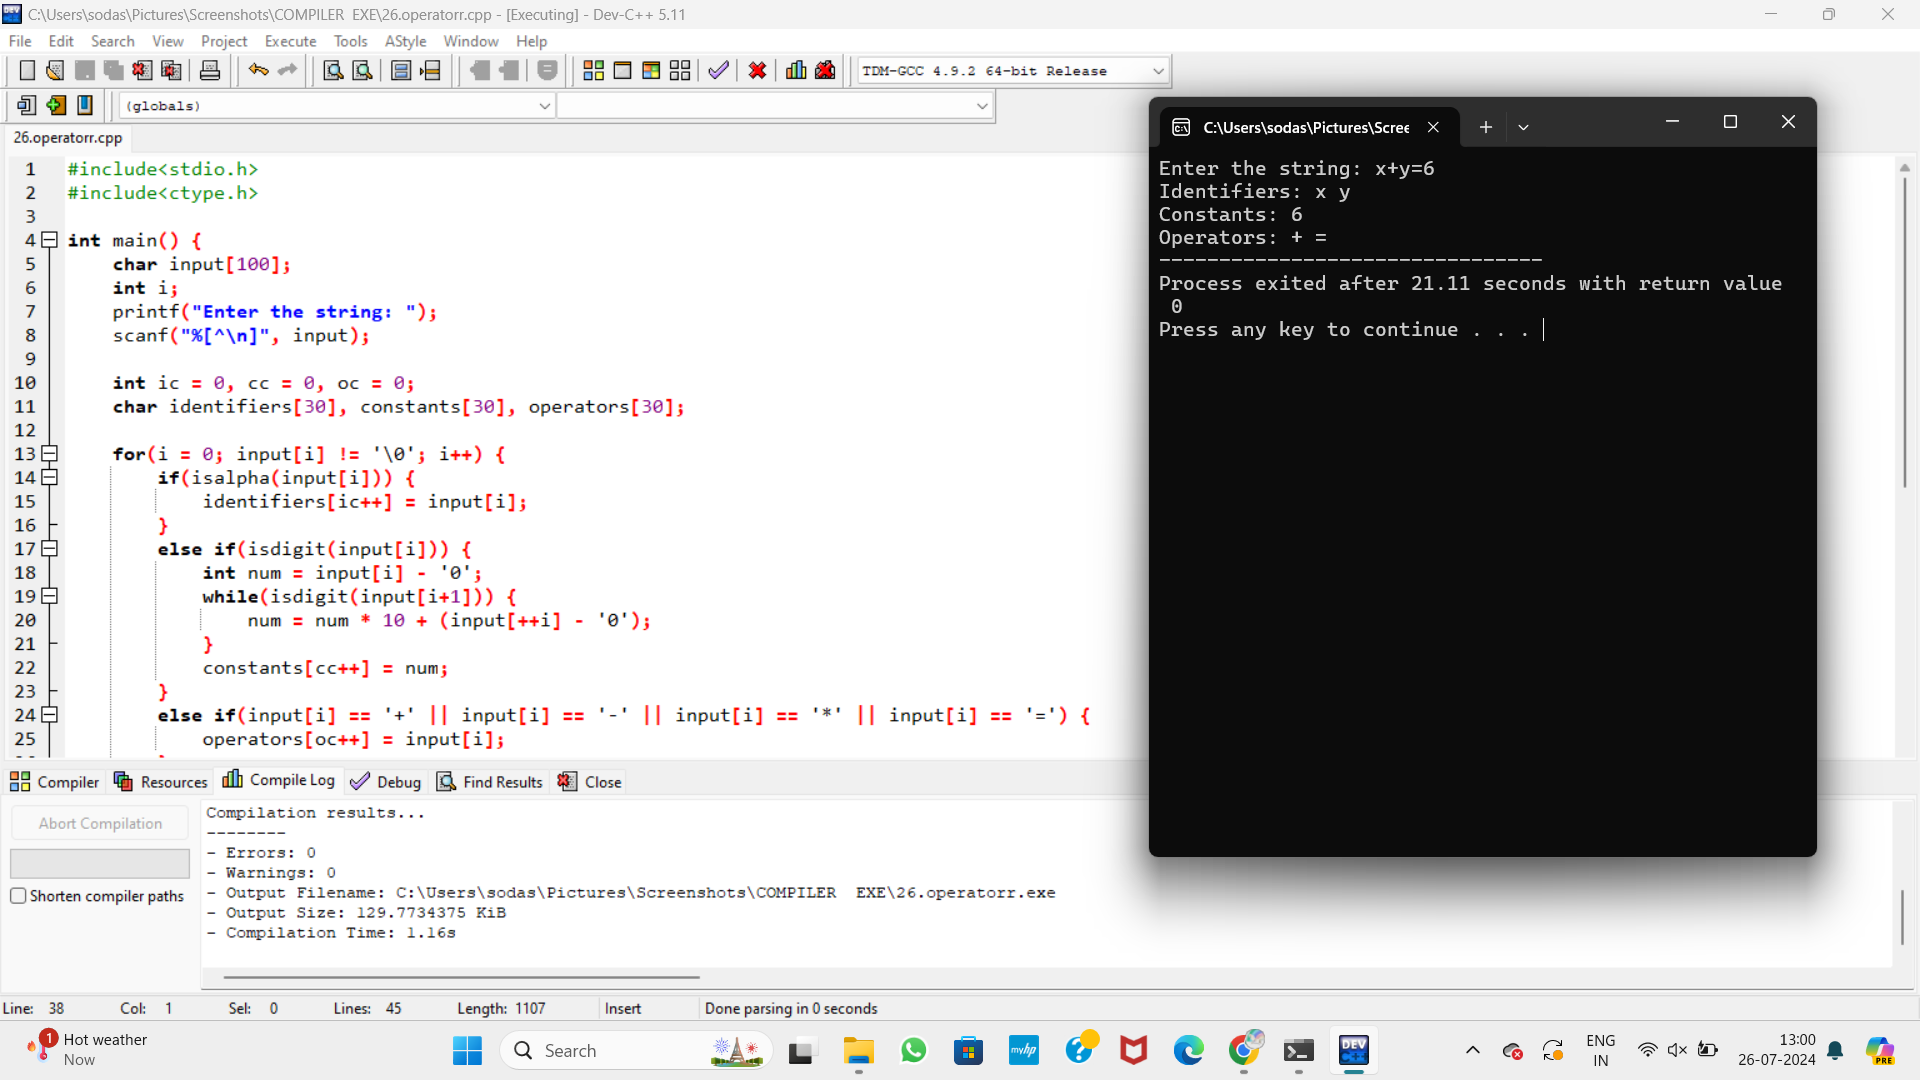 C:\Users\sodas\Pictures\Screenshots\COMPILER  EXE\26.operatorr.cpp - [Executing] - Dev-C++ 5.11
File Edit Search View Project Execute Tools AStyle Window Help
TDM-GCC 4.9.2 64-bit Release
(globals)
26.operatorr.cpp
1 #include<stdio.h>
2 #include<ctype.h>
3
4 int main() {
5     char input[100];
6     int i;
7     printf("Enter the string: ");
8     scanf("%[^\n]", input);
9
10     int ic = 0, cc = 0, oc = 0;
11     char identifiers[30], constants[30], operators[30];
12
13     for(i = 0; input[i] != '\0'; i++) {
14         if(isalpha(input[i])) {
15             identifiers[ic++] = input[i];
16         }
17         else if(isdigit(input[i])) {
18             int num = input[i] - '0';
19             while(isdigit(input[i+1])) {
20                 num = num * 10 + (input[++i] - '0');
21             }
22             constants[cc++] = num;
23         }
24         else if(input[i] == '+' || input[i] == '-' || input[i] == '*' || input[i] == '=') {
25             operators[oc++] = input[i];
C:\Users\sodas\Pictures\Scree
Enter the string: x+y=6
Identifiers: x y
Constants: 6
Operators: + =
--------------------------------
Process exited after 21.11 seconds with return value
 0
Press any key to continue . . .
Compiler Resources Compile Log Debug Find Results Close
Abort Compilation
Shorten compiler paths
Compilation results...
--------
- Errors: 0
- Warnings: 0
- Output Filename: C:\Users\sodas\Pictures\Screenshots\COMPILER  EXE\26.operatorr.exe
- Output Size: 129.7734375 KiB
- Compilation Time: 1.16s
Line: 38 Col: 1 Sel: 0 Lines: 45 Length: 1107 Insert Done parsing in 0 seconds
1
Hot weather
Now
Search
myhp
DEV
C++
ENG
IN
13:00
26-07-2024
PRE